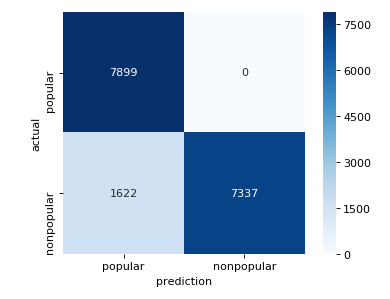 7899 0
1622 7337
popular
nonpopular
actual
popular nonpopular
prediction
7500
6000
4500
3000
1500
0